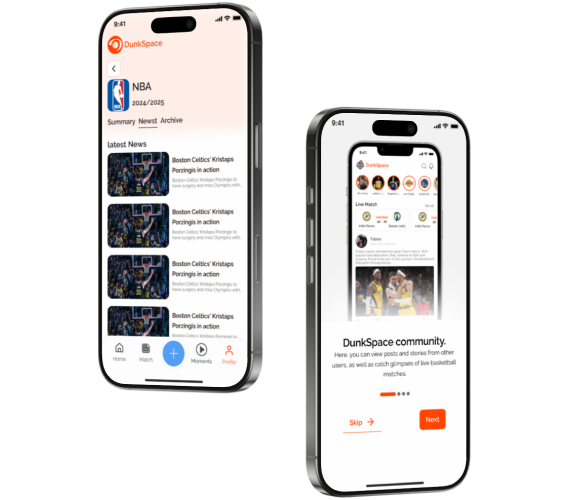 9:41
DunkSpace
NBA
2024/2025
Summary Newst Archive
latest News
Boston Celtics' Kristaps
Porzingis in action
Boston Celtics' Kristaps Porzingis to
have surgery and miss Olympics with..
Boston Celtics' Kristaps
Porzingis in action
Boston Celtics' Kristaps Porzingis to
have surgery and miss Olympics with..
Boston Celtics' Kristaps
Porzingis in action
Boston Celtics' Kristaps Porzingis to
have surgery and miss Olympics with..
Boston Celtics' Kristaps
Porzingis in action
Boston Celtics' Kristaps Porzingis to
Home
Match
Moments
Profile
9:41
9:41
DunkSpace
Live Match
See all
DunkSpace community.
Here, you can view posts and stories from other
users, as well as catch glimpses of live basketball
matches.
Skip
Next